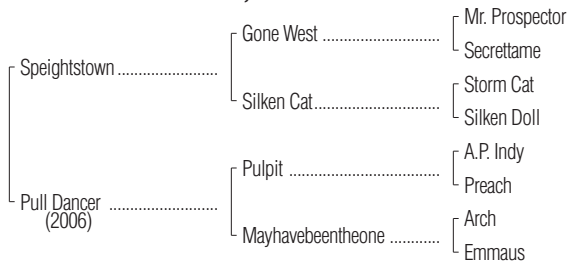 Mr. Prospector
Gone West ........................
Secrettame
Speightstown ......................
Storm Cat
Silken Cat..........................
Silken Doll
A.P. Indy
Pulpit ..............................
Preach
Pull Dancer ........................
(2006)
Arch
Mayhavebeentheone ............
Emmaus